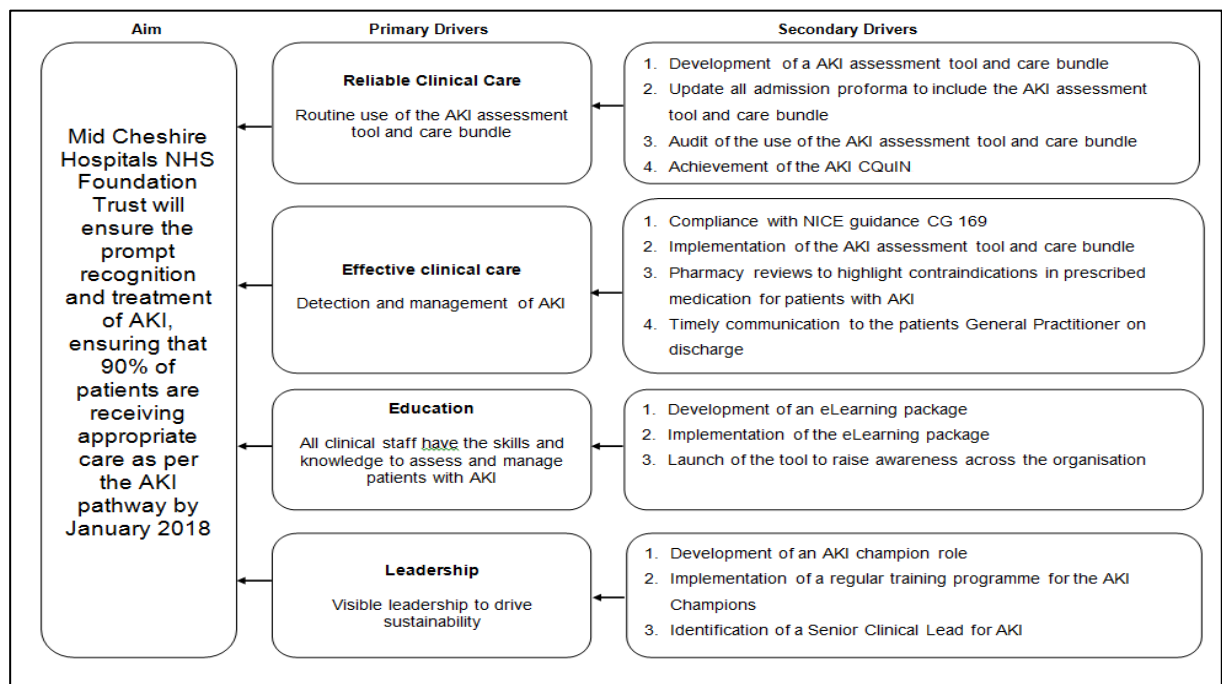 Aim
Primary Drivers
Secondary Drivers
Mid Cheshire
Hospitals NHS
Foundation
Trust will
ensure the
prompt
recognition
and treatment
of AKI,
ensuring that
90% of
patients are
receiving
appropriate
care as per
the AKI
pathway by
January 2018
Reliable Clinical Care
Routine use of the AKI assessment
tool and care bundle
1. Development of a AKI assessment tool and care bundle
2. Update all admission proforma to include the AKI assessment
tool and care bundle
3. Audit of the use of the AKI assessment tool and care bundle
4. Achievement of the AKI CQuIN
Effective clinical care
Detection and management of AKI
1. Compliance with NICE guidance CG 169
2. Implementation of the AKI assessment tool and care bundle
3. Pharmacy reviews to highlight contraindications in prescribed
medication for patients with AKI
4. Timely communication to the patients General Practitioner on
discharge
Education
All clinical staff have the skills and
knowledge to assess and manage
patients with AKI
1. Development of an eLearning package
2. Implementation of the eLearning package
3. Launch of the tool to raise awareness across the organisation
Leadership
Visible leadership to drive
sustainability
1. Development of an AKI champion role
2. Implementation of a regular training programme for the AKI
Champions
3. Identification of a Senior Clinical Lead for AKI